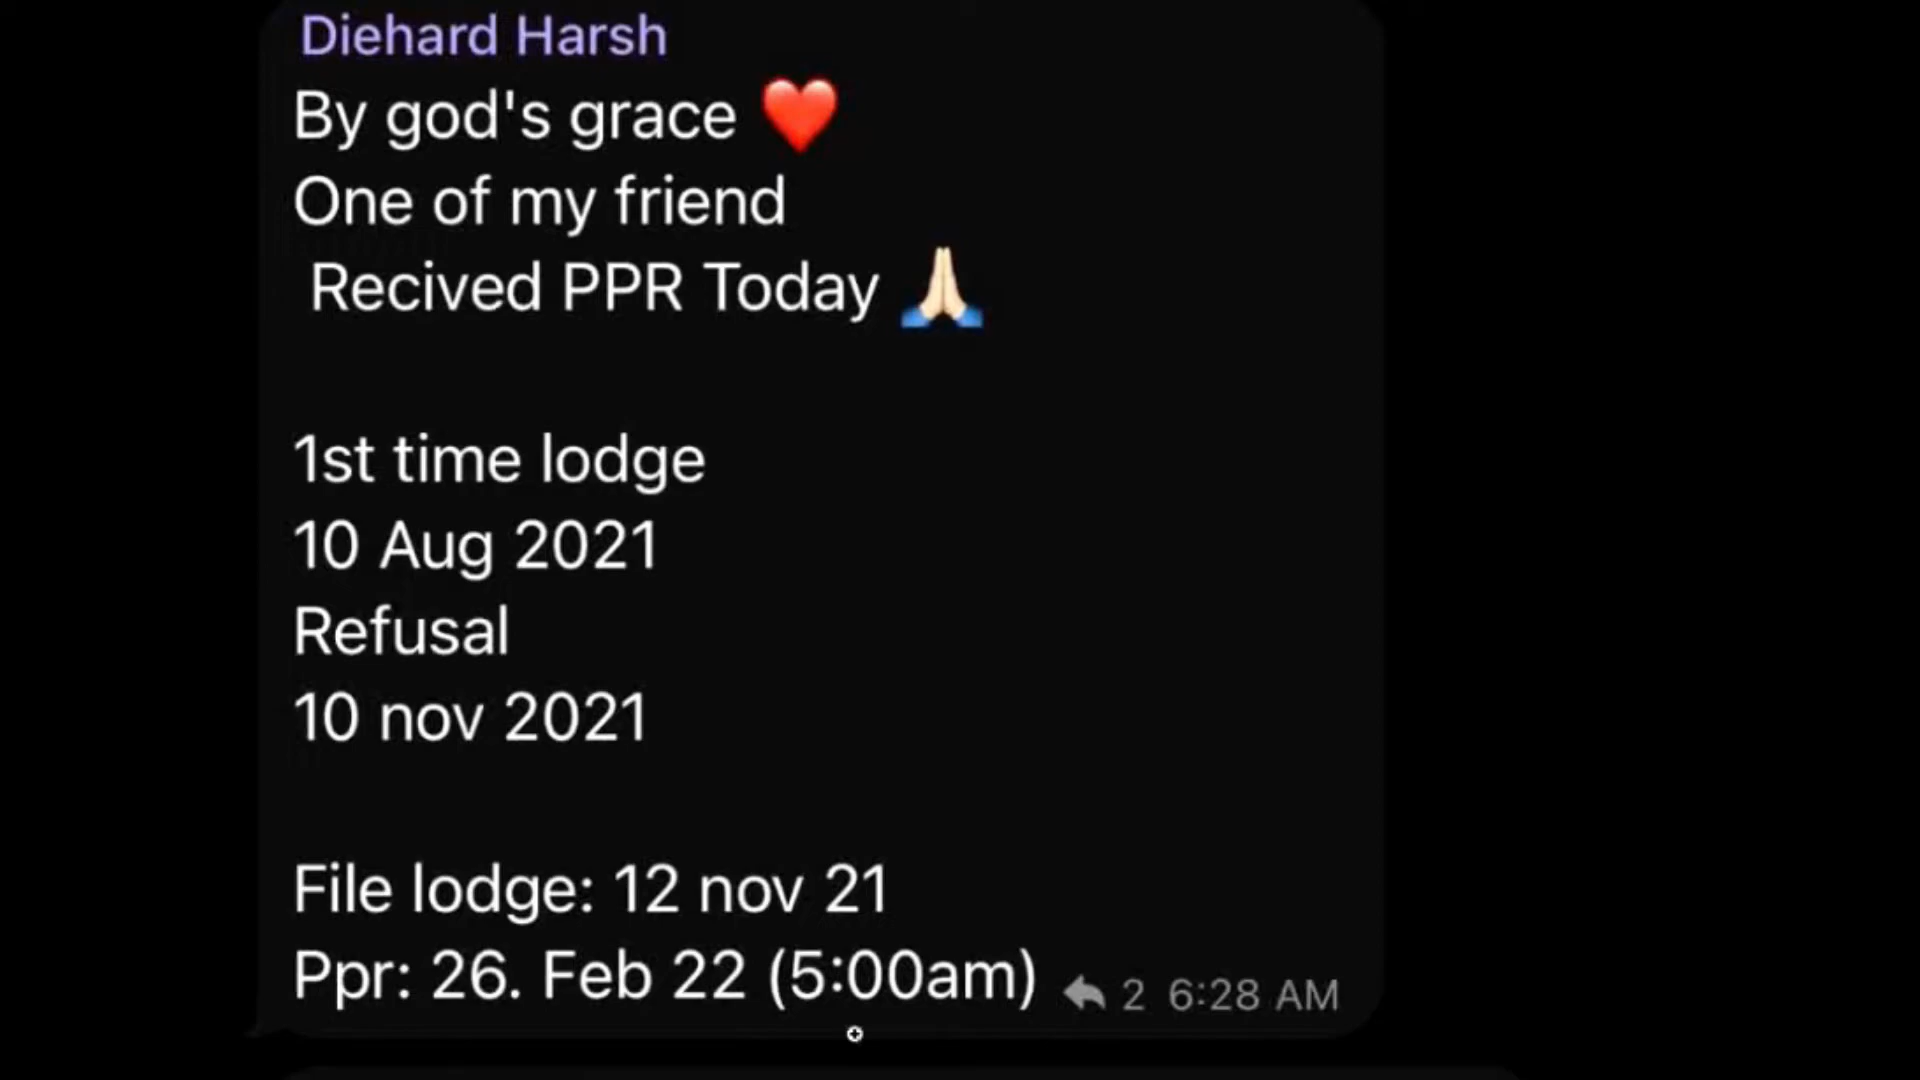 Diehard Harsh
By god's grace ❤️
One of my friend
Recived PPR Today 🙏🏻
1st time lodge
10 Aug 2021
Refusal
10 nov 2021
File lodge: 12 nov 21
Ppr: 26. Feb 22 (5:00am) 2 6:28 AM